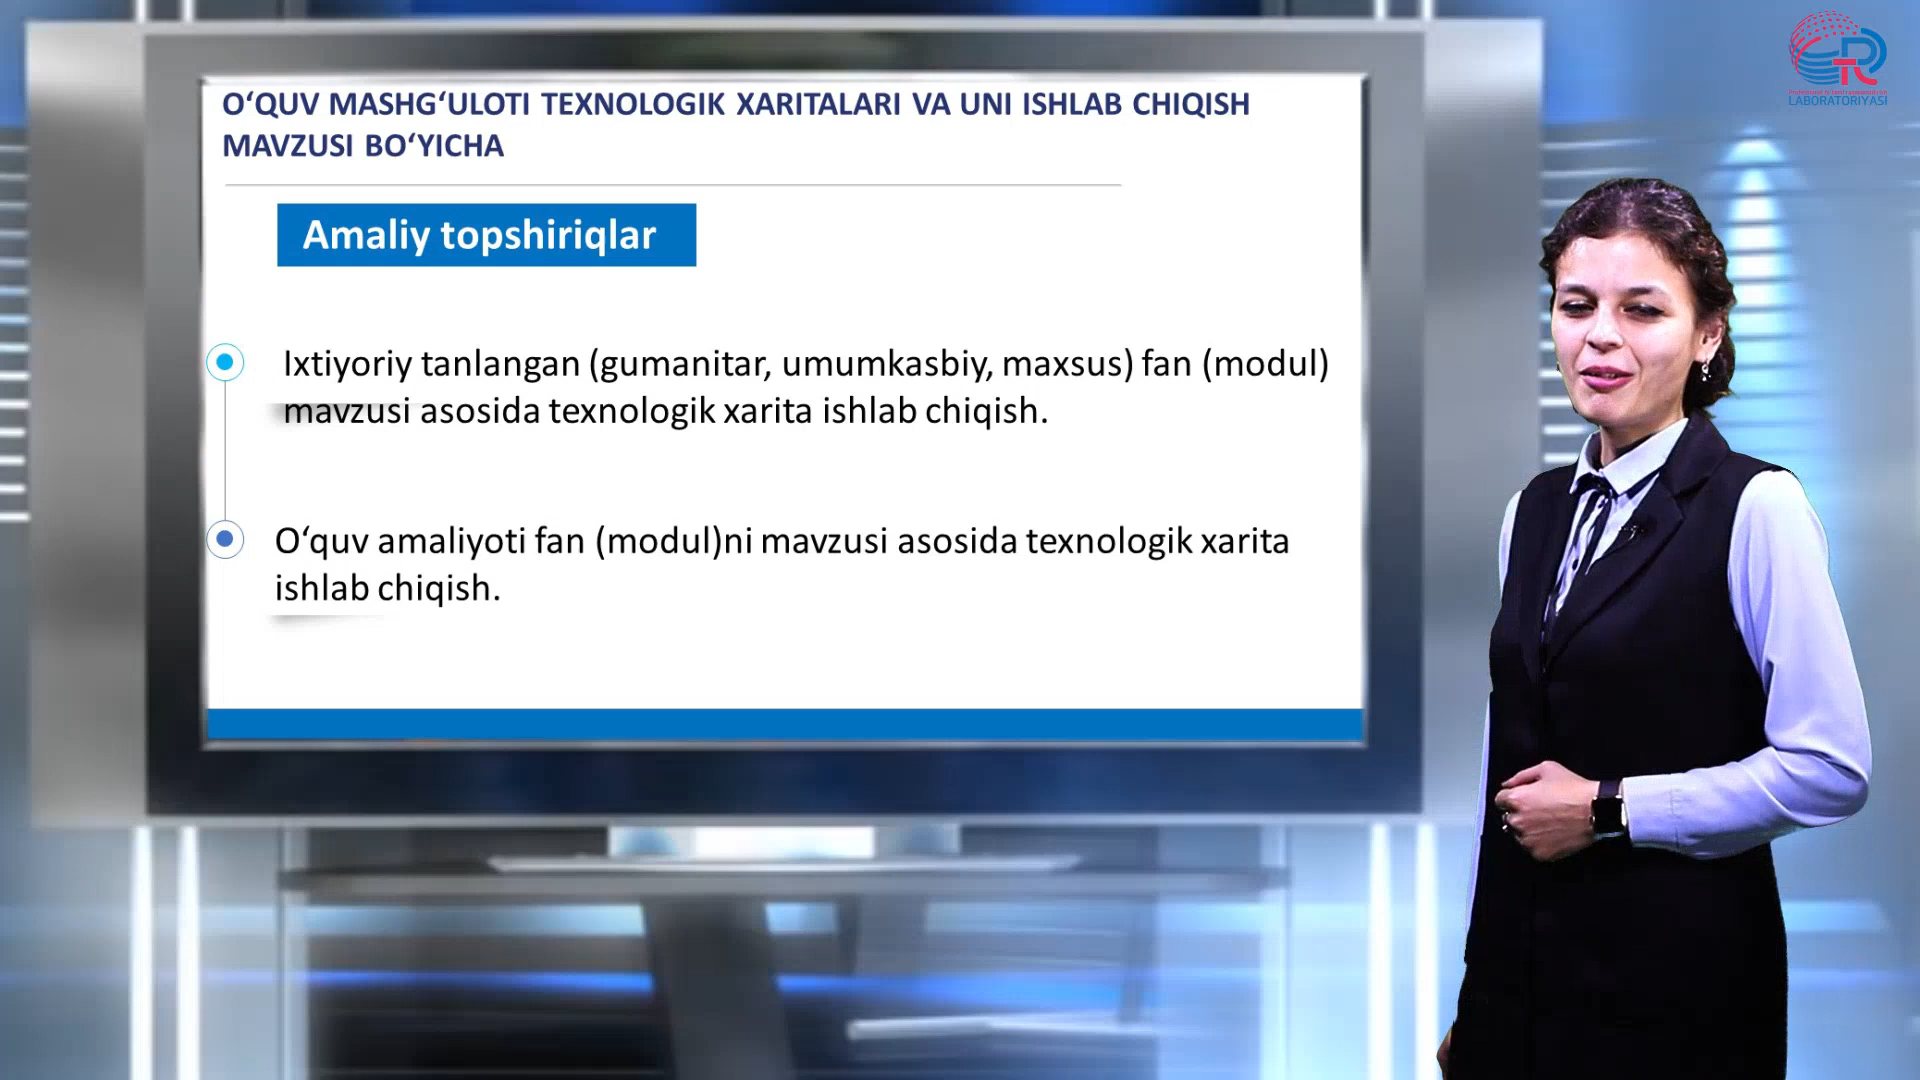 O‘QUV MASHG‘ULOTI TEXNOLOGIK XARITALARI VA UNI ISHLAB CHIQISH
MAVZUSI BO‘YICHA
Amaliy topshiriqlar
Ixtiyoriy tanlangan (gumanitar, umumkasbiy, maxsus) fan (modul)
mavzusi asosida texnologik xarita ishlab chiqish.
O‘quv amaliyoti fan (modul)ni mavzusi asosida texnologik xarita
ishlab chiqish.
LABORATORIYASI